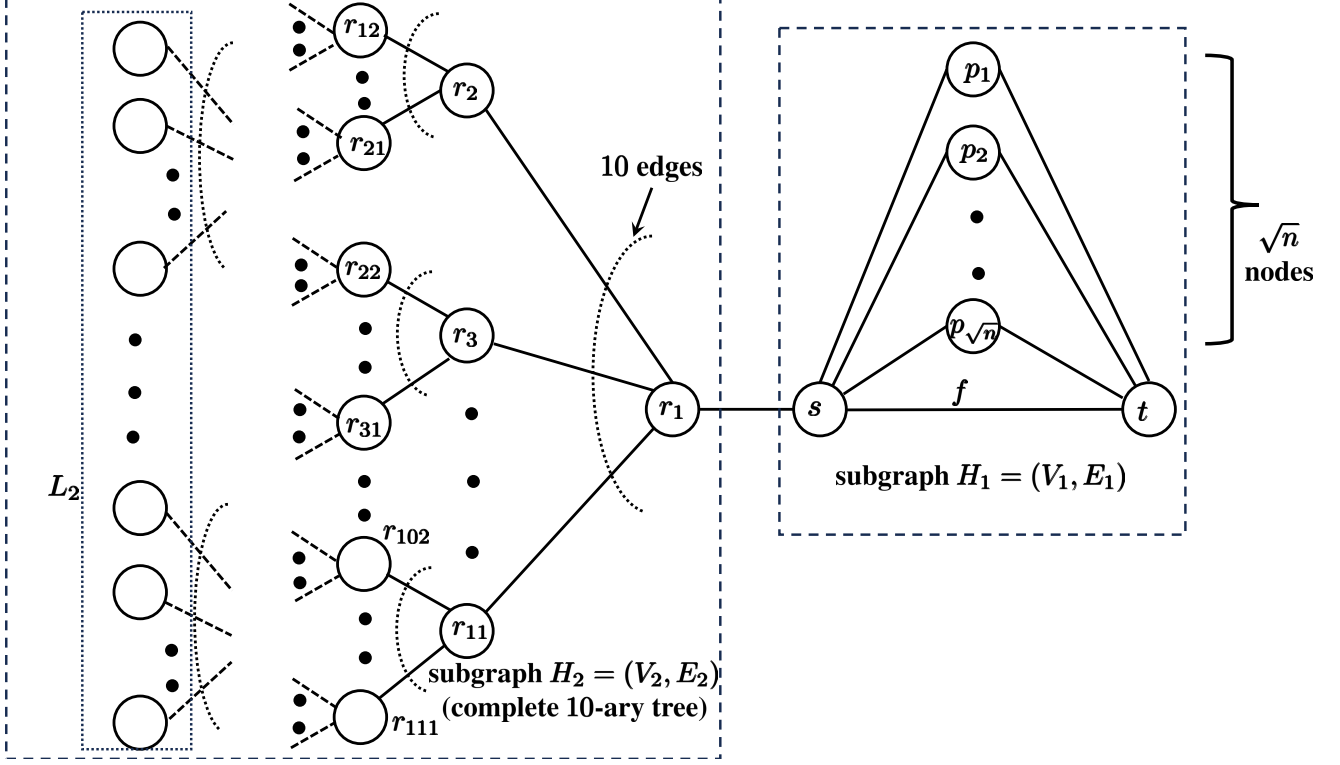 r₁₂
r₂
r₂₁
10 edges
r₂₂
r₃
r₃₁
L₂
r₁₀₂
r₁₁
r₁₁₁
subgraph H₂ = (V₂, E₂)
(complete 10-ary tree)
r₁
s
f
t
p₁
p₂
p√n
√n
nodes
subgraph H₁ = (V₁, E₁)